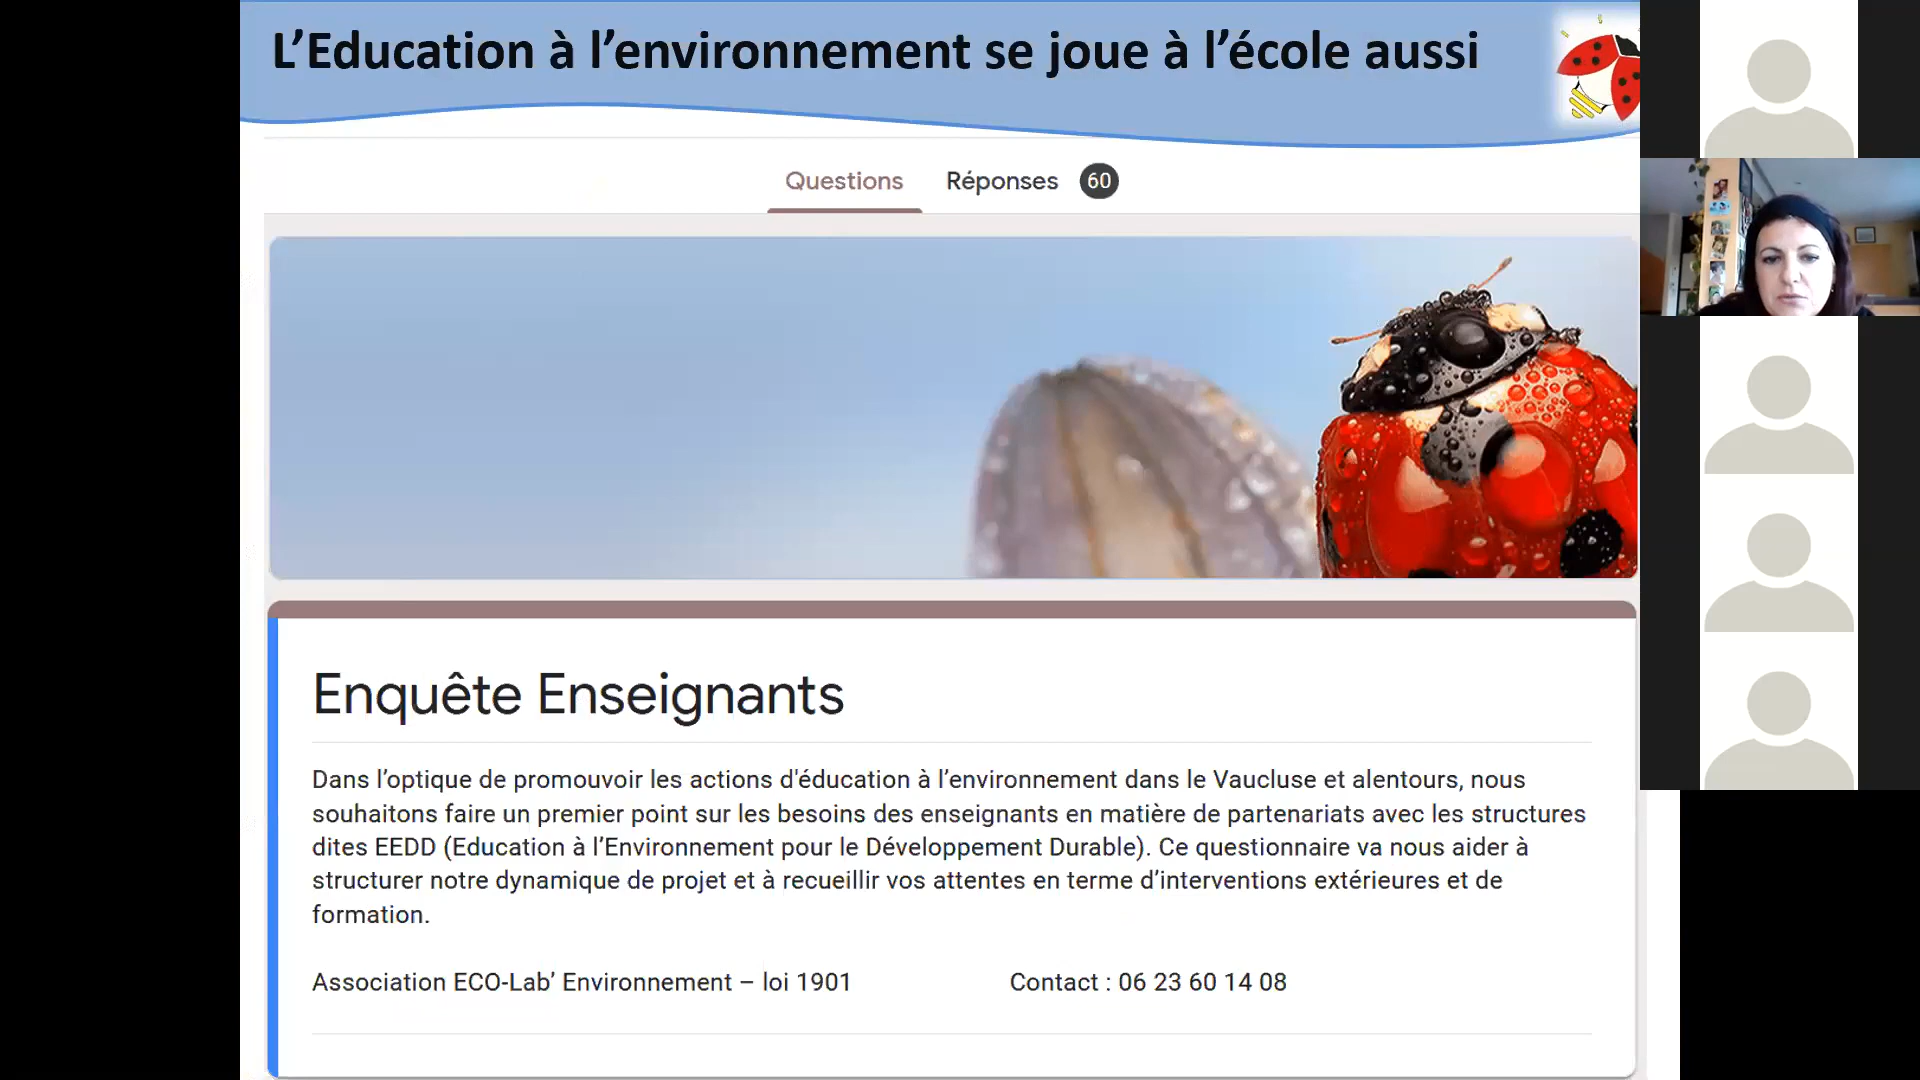 L’Education à l’environnement se joue à l’école aussi
Questions
Réponses
60
Enquête Enseignants
Dans l’optique de promouvoir les actions d'éducation à l’environnement dans le Vaucluse et alentours, nous
souhaitons faire un premier point sur les besoins des enseignants en matière de partenariats avec les structures
dites EEDD (Education à l’Environnement pour le Développement Durable). Ce questionnaire va nous aider à
structurer notre dynamique de projet et à recueillir vos attentes en terme d’interventions extérieures et de
formation.
Association ECO-Lab’ Environnement – loi 1901
Contact : 06 23 60 14 08